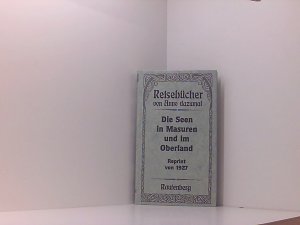 Reisebücher
von Anno dazumal
Die Seen
in Masuren
und im
Oberland
Reprint
von 1927
Rautenberg